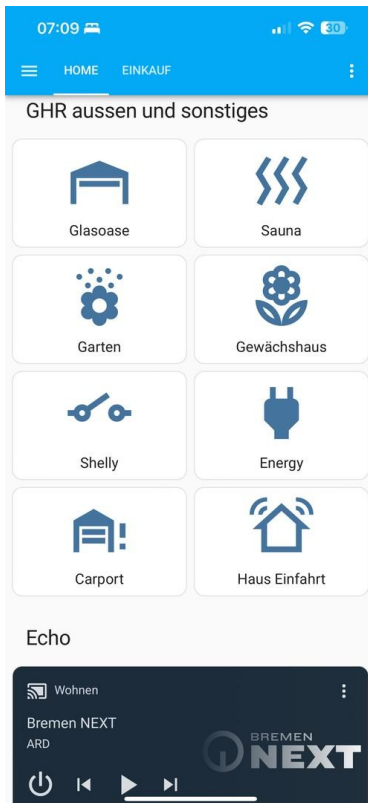 07:09
30
HOME EINKAUF
GHR aussen und sonstiges
Glasoase Sauna
Garten Gewächshaus
Shelly Energy
Carport Haus Einfahrt
Echo
Wohnen
Bremen NEXT
ARD
BREMEN
NEXT